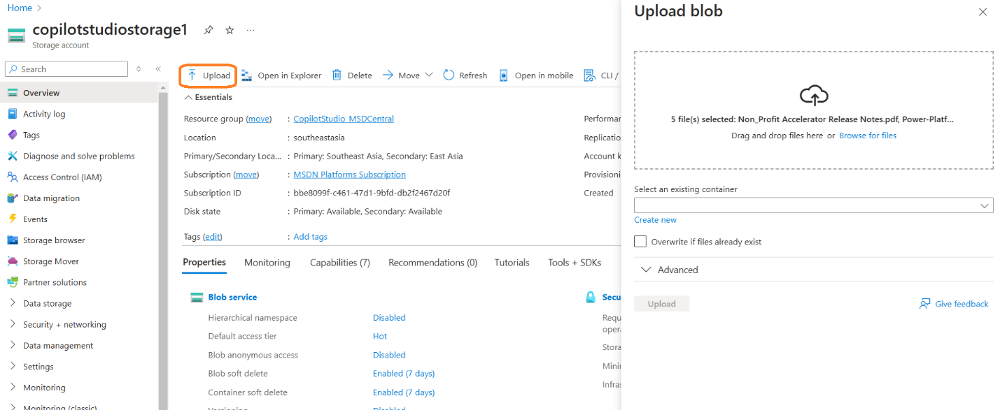 Home >
copilotstudiostorage1
Storage account
Search
Overview
Activity log
Tags
Diagnose and solve problems
Access Control (IAM)
Data migration
Events
Storage browser
Storage Mover
Partner solutions
Data storage
Security + networking
Data management
Settings
Monitoring
Monitoring (classic)
Upload Open in Explorer Delete Move Refresh Open in mobile CLI /
Essentials
Resource group (move) : CopilotStudio_MSDCentral
Location : southeastasia
Primary/Secondary Loca... : Primary: Southeast Asia, Secondary: East Asia
Subscription (move) : MSDN Platforms Subscription
Subscription ID : bbe8099f-c461-47d1-9bfd-db2f2467d20f
Disk state : Primary: Available, Secondary: Available
Tags (edit) : Add tags
Performar
Replicatio
Account k
Provisioni
Created
Properties Monitoring Capabilities (7) Recommendations (0) Tutorials Tools + SDKs
Blob service
Hierarchical namespace Disabled
Default access tier Hot
Blob anonymous access Disabled
Blob soft delete Enabled (7 days)
Container soft delete Enabled (7 days)
Versioning Disabled
Secu
Requ
opera
Stora
Mini
Infras
Upload blob
5 file(s) selected: Non_Profit Accelerator Release Notes.pdf, Power-Platf...
Drag and drop files here or Browse for files
Select an existing container
Create new
Overwrite if files already exist
Advanced
Upload
Give feedback